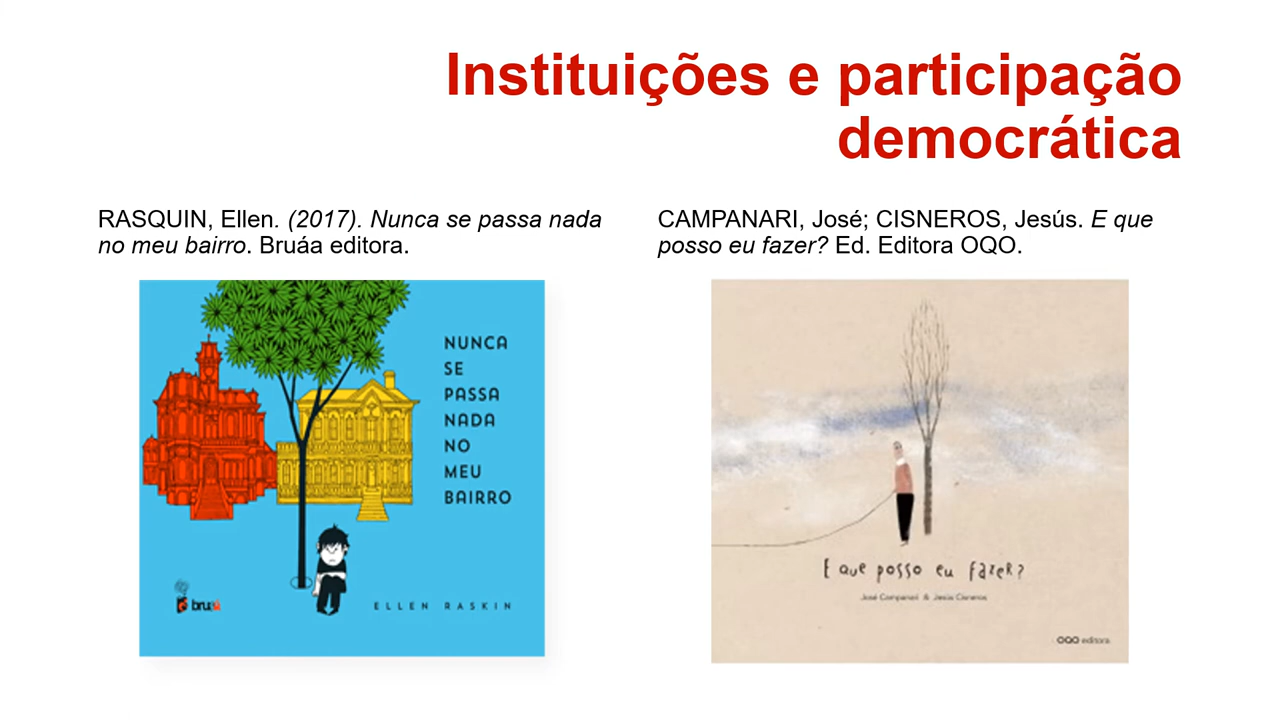 Instituições e participação
democrática
RASQUIN, Ellen. (2017). Nunca se passa nada
no meu bairro. Bruáa editora.
CAMPANARI, José; CISNEROS, Jesús. E que
posso eu fazer? Ed. Editora OQO.
NUNCA
SE
PASSA
NADA
NO
MEU
BAIRRO
bruaá
ELLEN RASKIN
E que posso eu fazer?
José Campanari & Jesús Cisneros
OQO editora